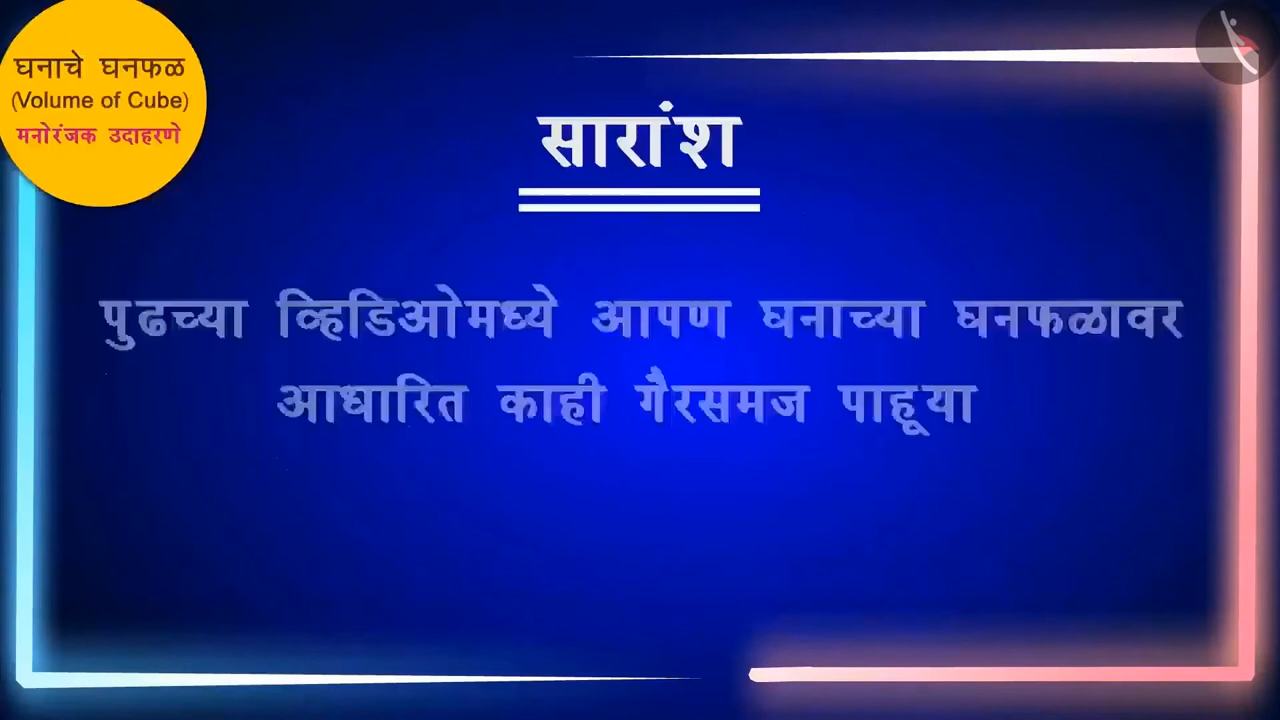 घनाचे घनफळ
(Volume of Cube)
मनोरंजक उदाहरणे
सारांश
पुढच्या व्हिडिओमध्ये आपण घनाच्या घनफळावर
आधारित काही गैरसमज पाहूया